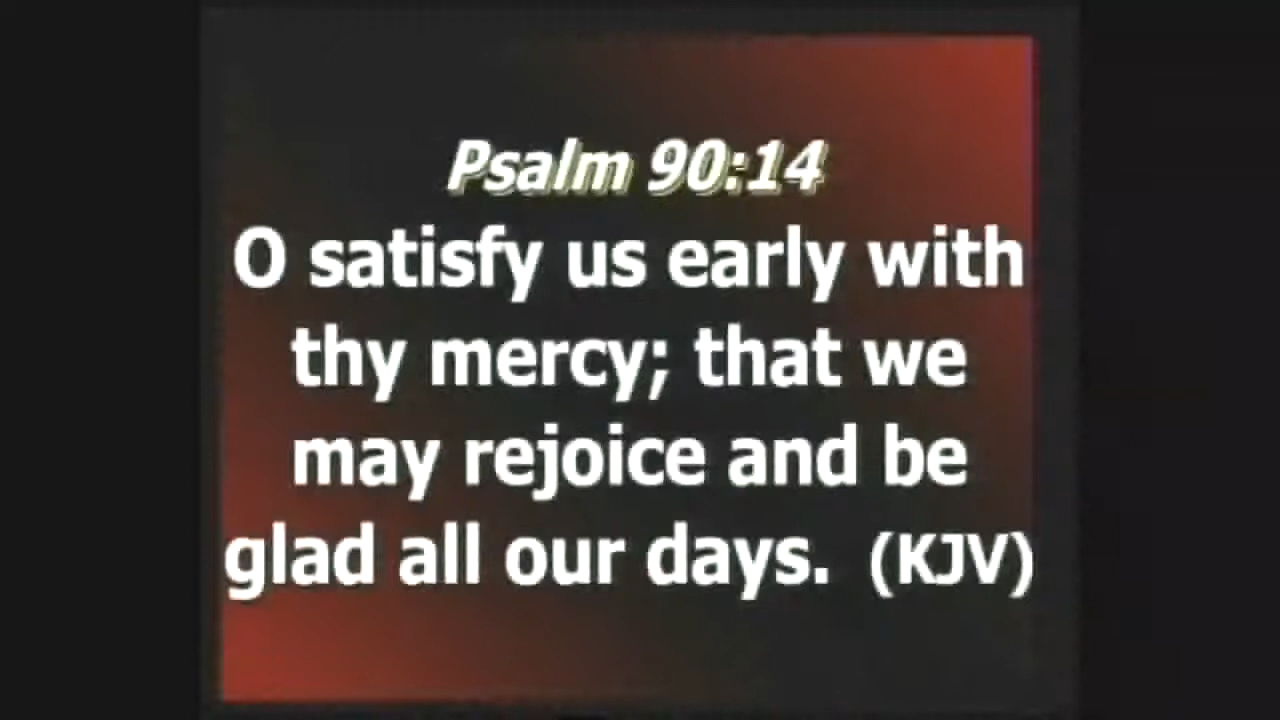 Psalm 90:14
O satisfy us early with
thy mercy; that we
may rejoice and be
glad all our days. (KJV)